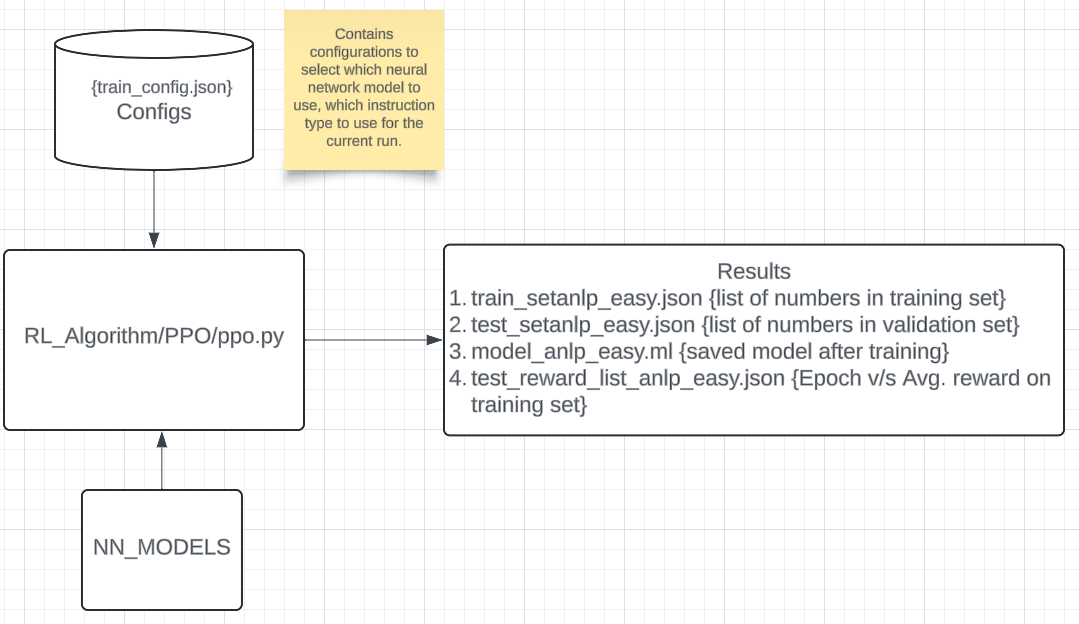 {train_config.json}
Configs
Contains
configurations to
select which neural
network model to
use, which instruction
type to use for the
current run.
RL_Algorithm/PPO/ppo.py
Results
1. train_setanlp_easy.json {list of numbers in training set}
2. test_setanlp_easy.json {list of numbers in validation set}
3. model_anlp_easy.ml {saved model after training}
4. test_reward_list_anlp_easy.json {Epoch v/s Avg. reward on
training set}
NN_MODELS